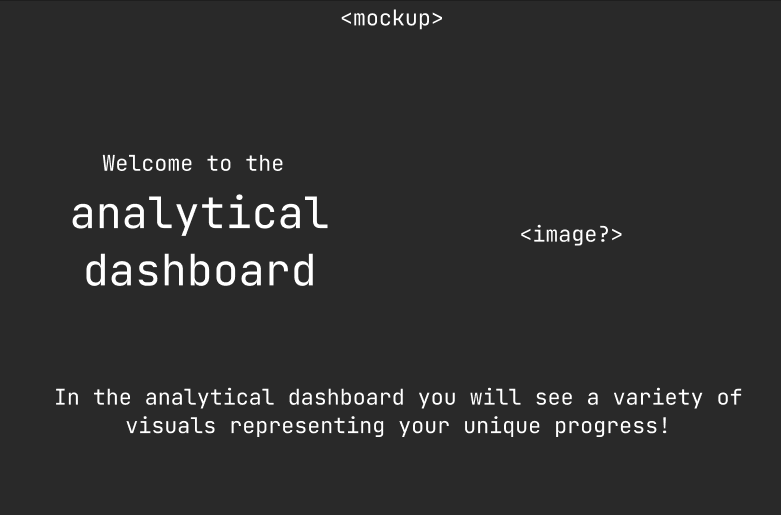 <mockup>
Welcome to the
analytical
dashboard
<image?>
In the analytical dashboard you will see a variety of
visuals representing your unique progress!